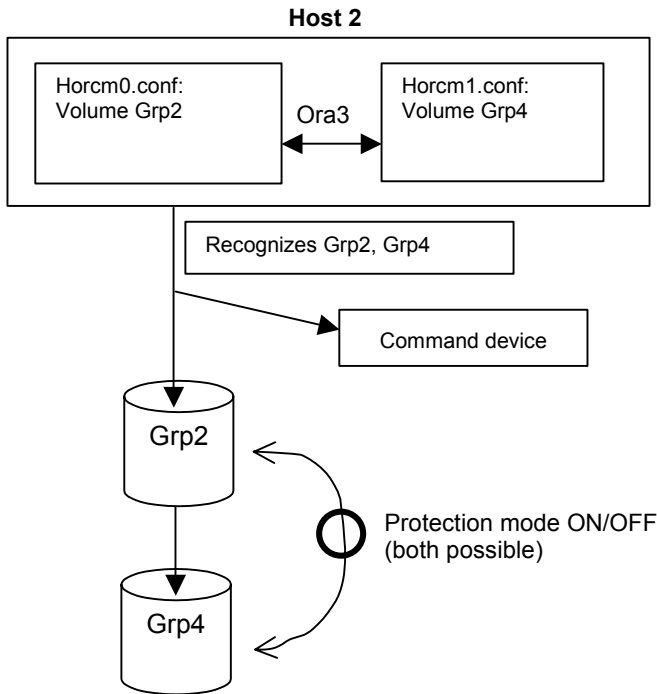 Host 2
Horcm0.conf:
Volume Grp2
Ora3
Horcm1.conf:
Volume Grp4
Recognizes Grp2, Grp4
Command device
Grp2
Protection mode ON/OFF
(both possible)
Grp4